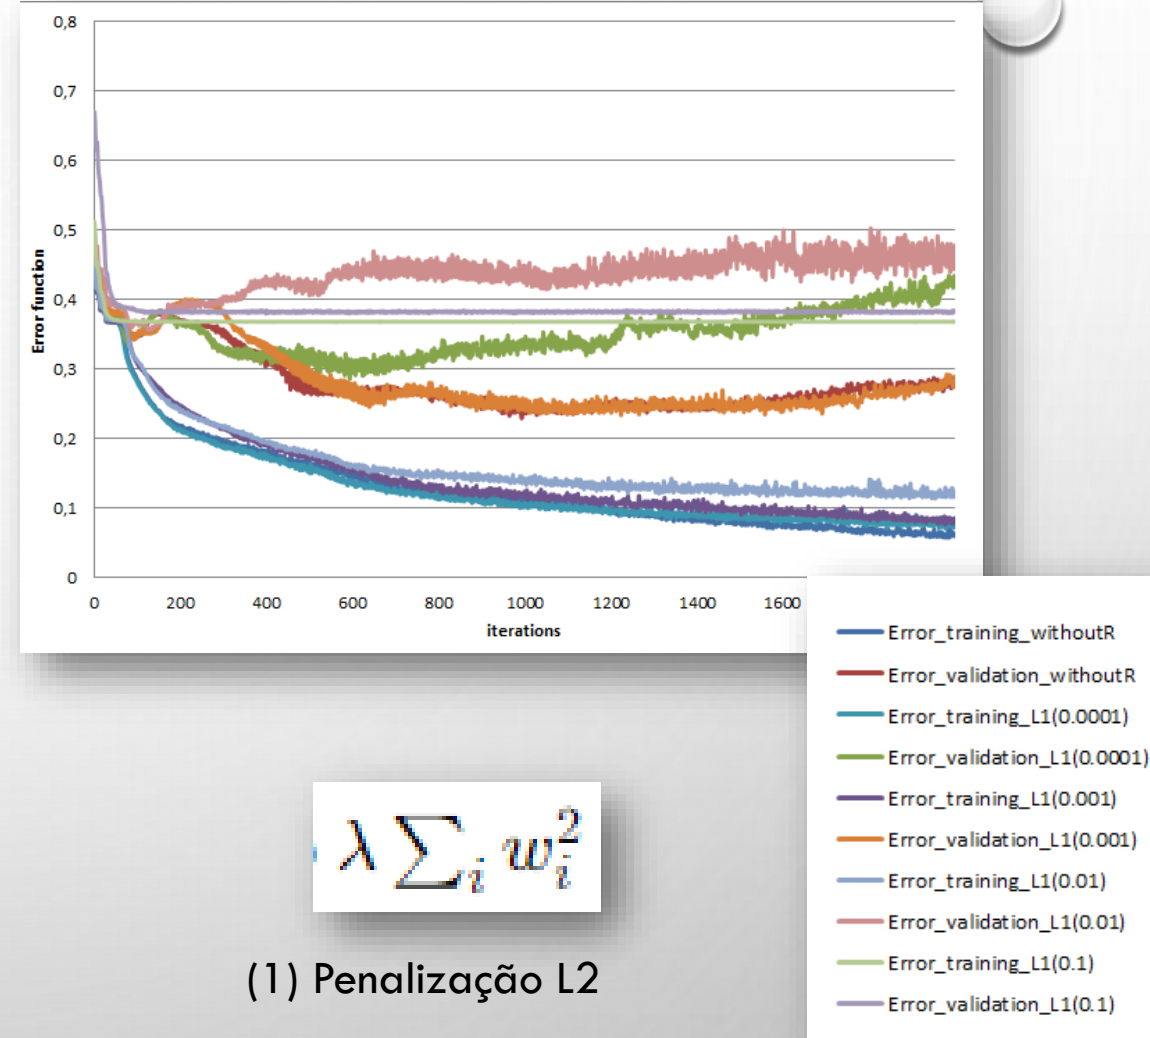 0,8
0,7
0,6
0,5
0,4
0,3
0,2
0,1
0
Error function
0 200 400 600 800 1000 1200 1400 1600
iterations
Error_training_withoutR
Error_validation_withoutR
Error_training_L1(0.0001)
Error_validation_L1(0.0001)
Error_training_L1(0.001)
Error_validation_L1(0.001)
Error_training_L1(0.01)
Error_validation_L1(0.01)
Error_training_L1(0.1)
Error_validation_L1(0.1)
λ ∑_i w_i^2
(1) Penalização L2